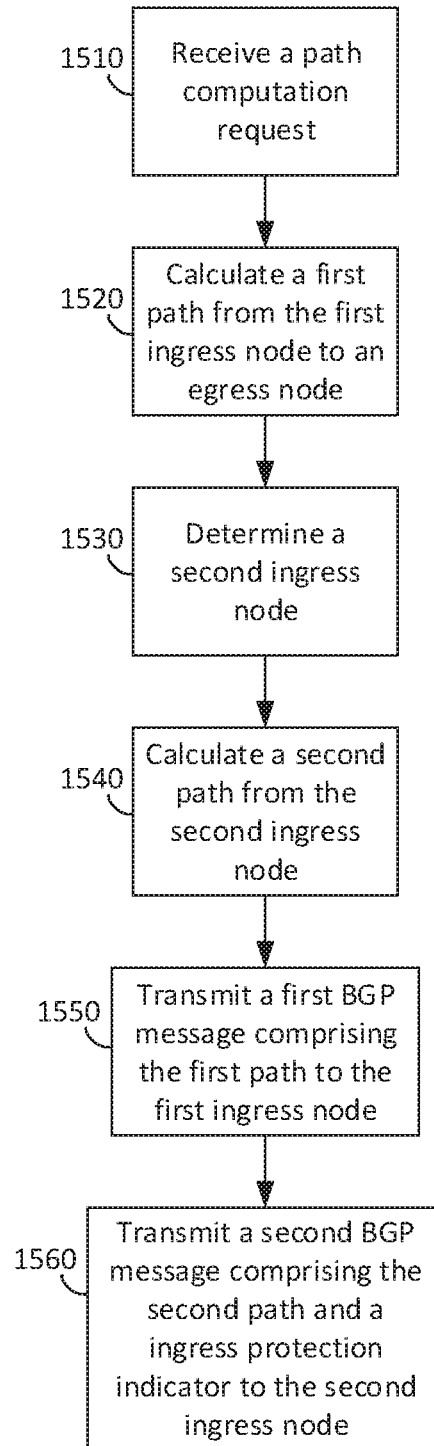 1510
Receive a path
computation
request
1520
Calculate a first
path from the first
ingress node to an
egress node
1530
Determine a
second ingress
node
1540
Calculate a second
path from the
second ingress
node
1550
Transmit a first BGP
message comprising
the first path to the
first ingress node
1560
Transmit a second BGP
message comprising the
second path and a
ingress protection
indicator to the second
ingress node